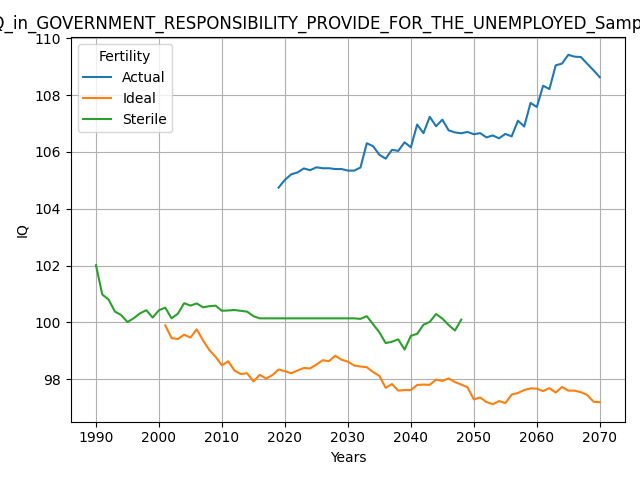 Q_in_GOVERNMENT_RESPONSIBILITY_PROVIDE_FOR_THE_UNEMPLOYED_Samp
110
108
106
104
102
100
98
IQ
Fertility
Actual
Ideal
Sterile
1990 2000 2010 2020 2030 2040 2050 2060 2070
Years